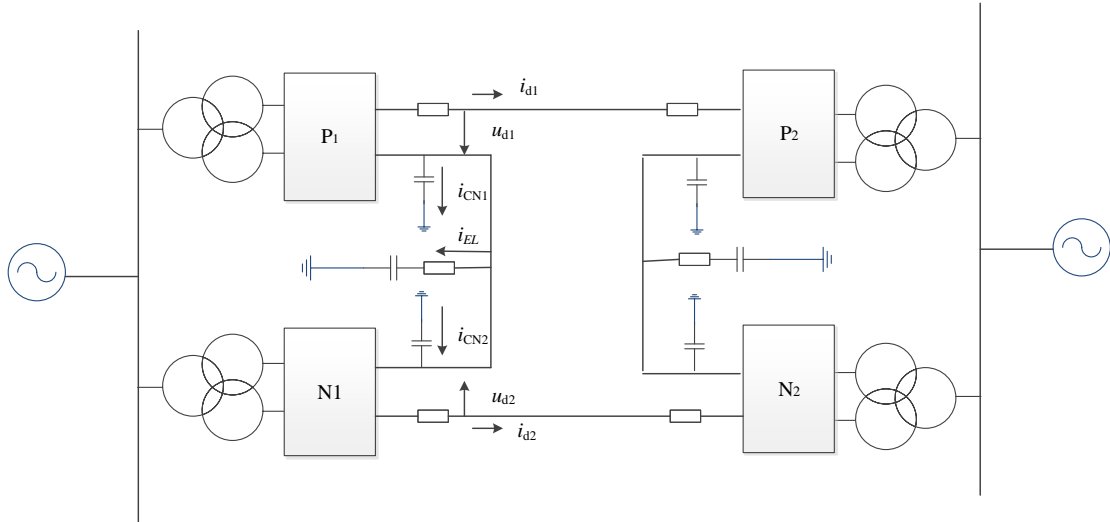 i_d1
P₁
P₂
u_d1
i_CN1
i_EL
i_CN2
N1
N₂
u_d2
i_d2